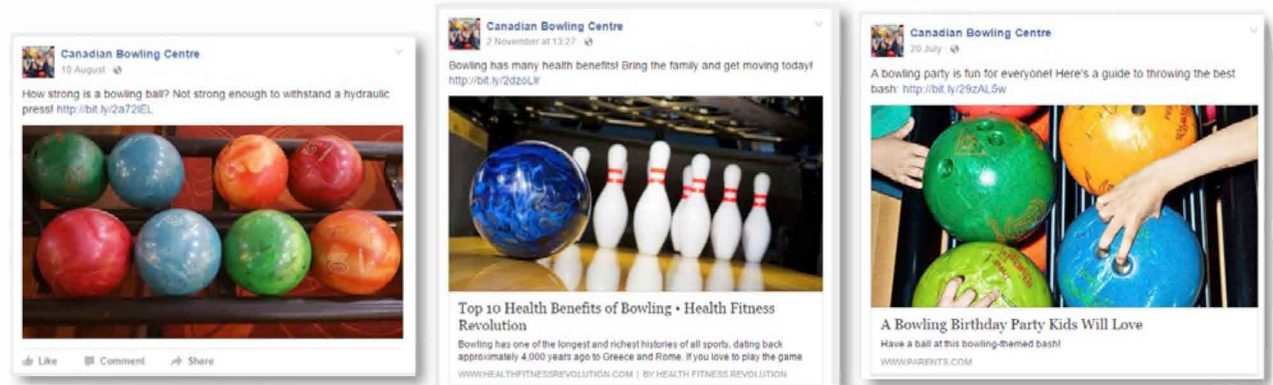 Canadian Bowling Centre
10 August
How strong is a bowling ball? Not strong enough to withstand a hydraulic
press! http://bit.ly/2a72IEL
Like Comment Share
Canadian Bowling Centre
2 November at 13:27
Bowling has many health benefits! Bring the family and get moving today!
http://bit.ly/2dzoLlr
Top 10 Health Benefits of Bowling • Health Fitness
Revolution
Bowling has one of the longest and richest histories of all sports, dating back
approximately 4,000 years ago to Greece and Rome. If you love to play the game
WWW.HEALTHFITNESSREVOLUTION.COM | BY HEALTH FITNESS REVOLUTION
Canadian Bowling Centre
20 July
A bowling party is fun for everyone! Here's a guide to throwing the best
bash: http://bit.ly/29zAL5w
A Bowling Birthday Party Kids Will Love
Have a ball at this bowling-themed bash!
WWW.PARENTS.COM